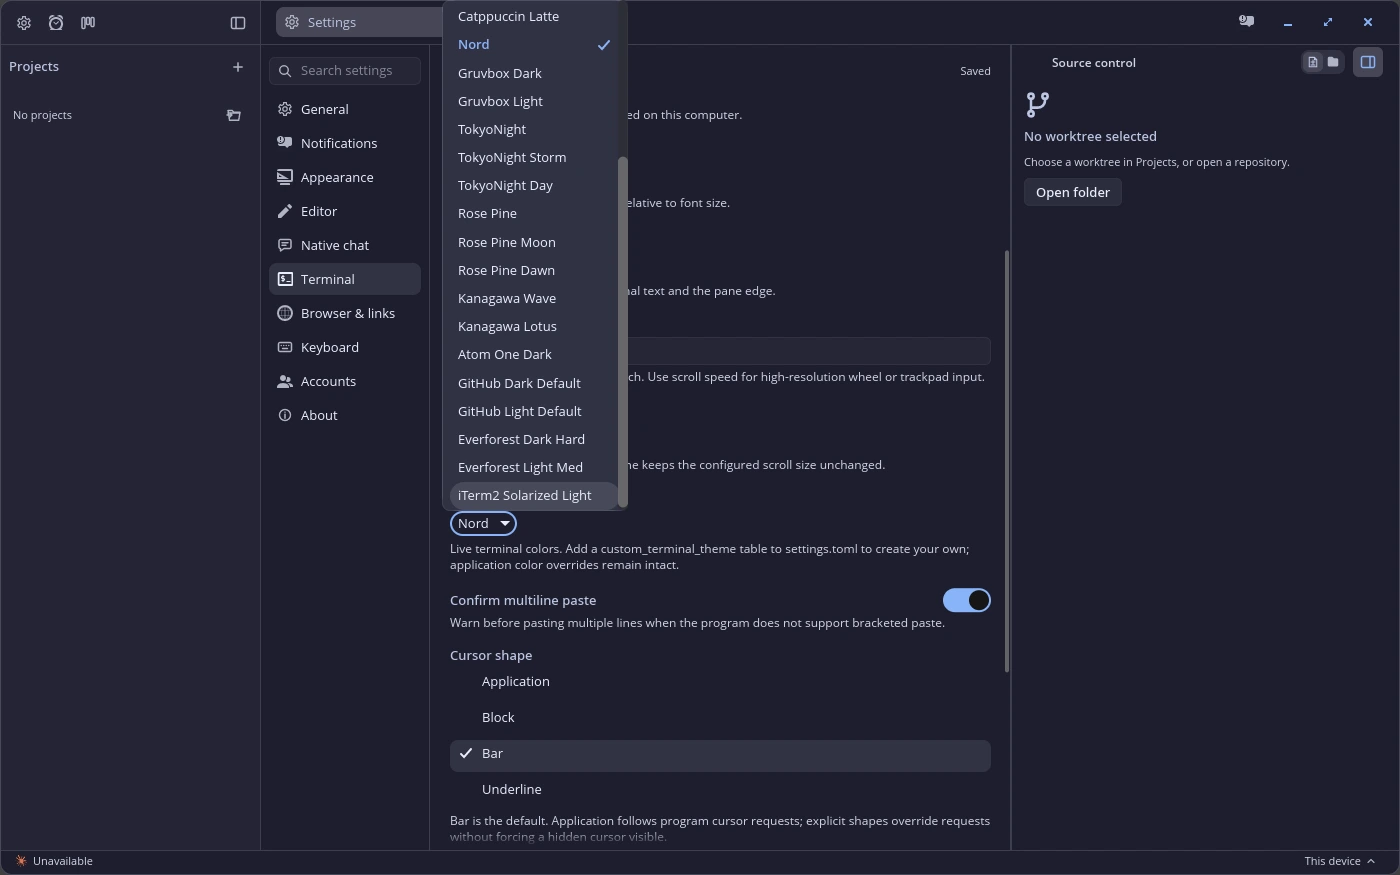 Settings
Projects
No projects
Search settings
General
Notifications
Appearance
Editor
Native chat
Terminal
Browser & links
Keyboard
Accounts
About
Catppuccin Latte
Nord
Gruvbox Dark
Gruvbox Light
TokyoNight
TokyoNight Storm
TokyoNight Day
Rose Pine
Rose Pine Moon
Rose Pine Dawn
Kanagawa Wave
Kanagawa Lotus
Atom One Dark
GitHub Dark Default
GitHub Light Default
Everforest Dark Hard
Everforest Light Med
iTerm2 Solarized Light
Saved
on this computer.
relative to font size.
text and the pane edge.
Use scroll speed for high-resolution wheel or trackpad input.
keeps the configured scroll size unchanged.
Nord
Live terminal colors. Add a custom_terminal_theme table to settings.toml to create your own;
application color overrides remain intact.
Confirm multiline paste
Warn before pasting multiple lines when the program does not support bracketed paste.
Cursor shape
Application
Block
Bar
Underline
Bar is the default. Application follows program cursor requests; explicit shapes override requests
without forcing a hidden cursor visible.
Source control
No worktree selected
Choose a worktree in Projects, or open a repository.
Open folder
Unavailable
This device